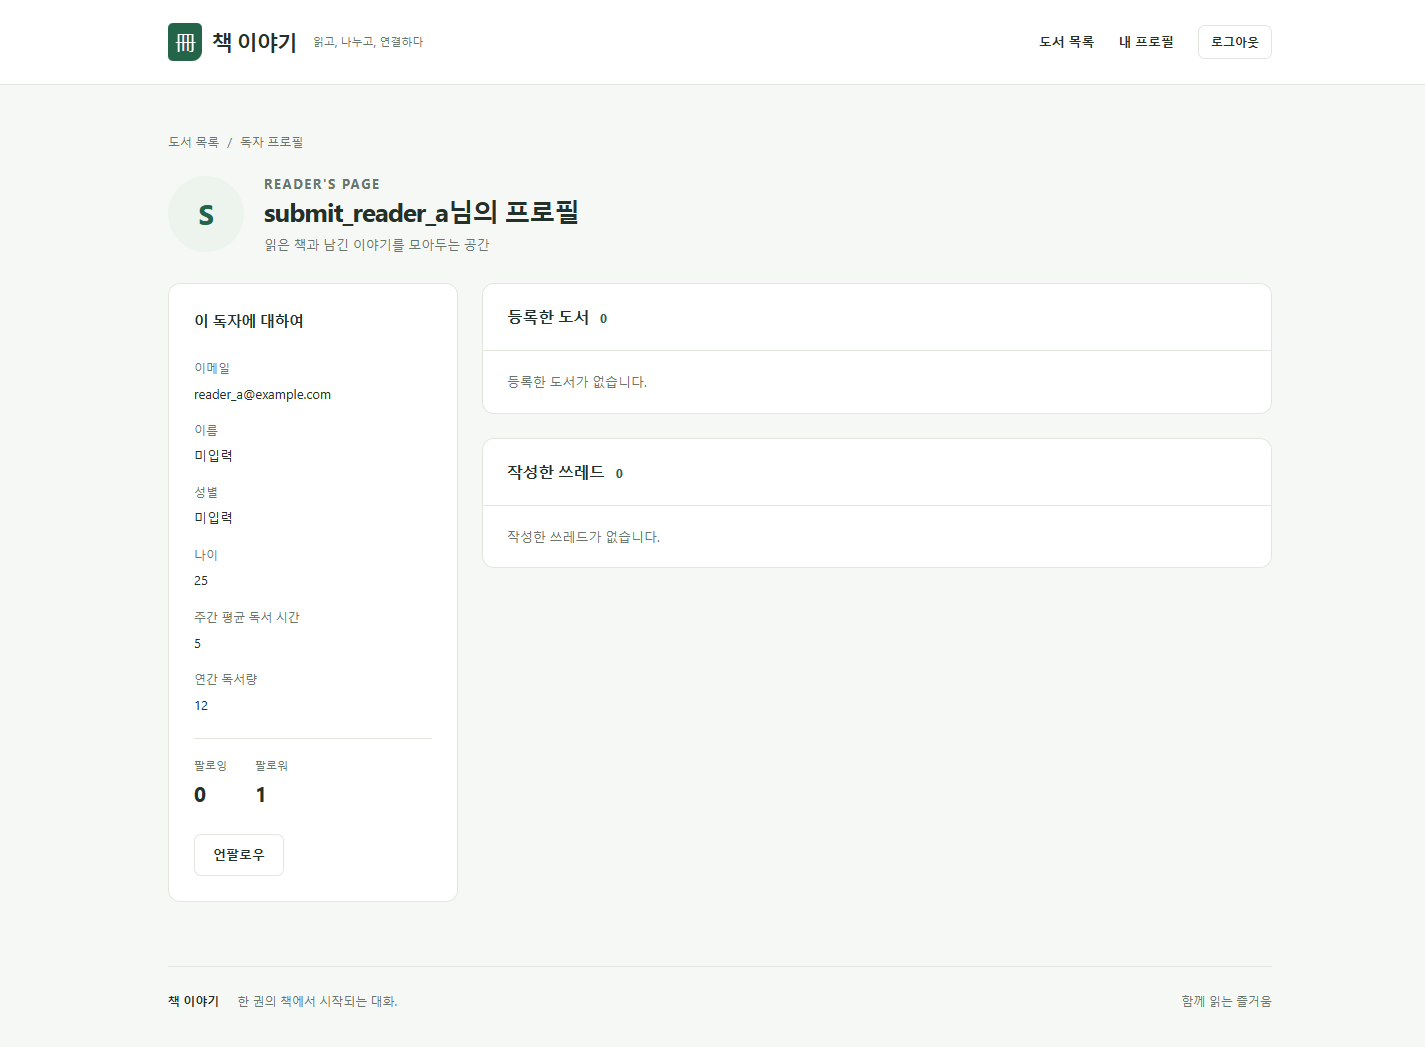 冊 책 이야기 읽고, 나누고, 연결하다 도서 목록 내 프로필 로그아웃
도서 목록 / 독자 프로필
S
READER'S PAGE
submit_reader_a님의 프로필
읽은 책과 남긴 이야기를 모아두는 공간
이 독자에 대하여
이메일
reader_a@example.com
이름
미입력
성별
미입력
나이
25
주간 평균 독서 시간
5
연간 독서량
12
팔로잉 팔로워
0 1
언팔로우
등록한 도서 0
등록한 도서가 없습니다.
작성한 쓰레드 0
작성한 쓰레드가 없습니다.
책 이야기 한 권의 책에서 시작되는 대화. 함께 읽는 즐거움